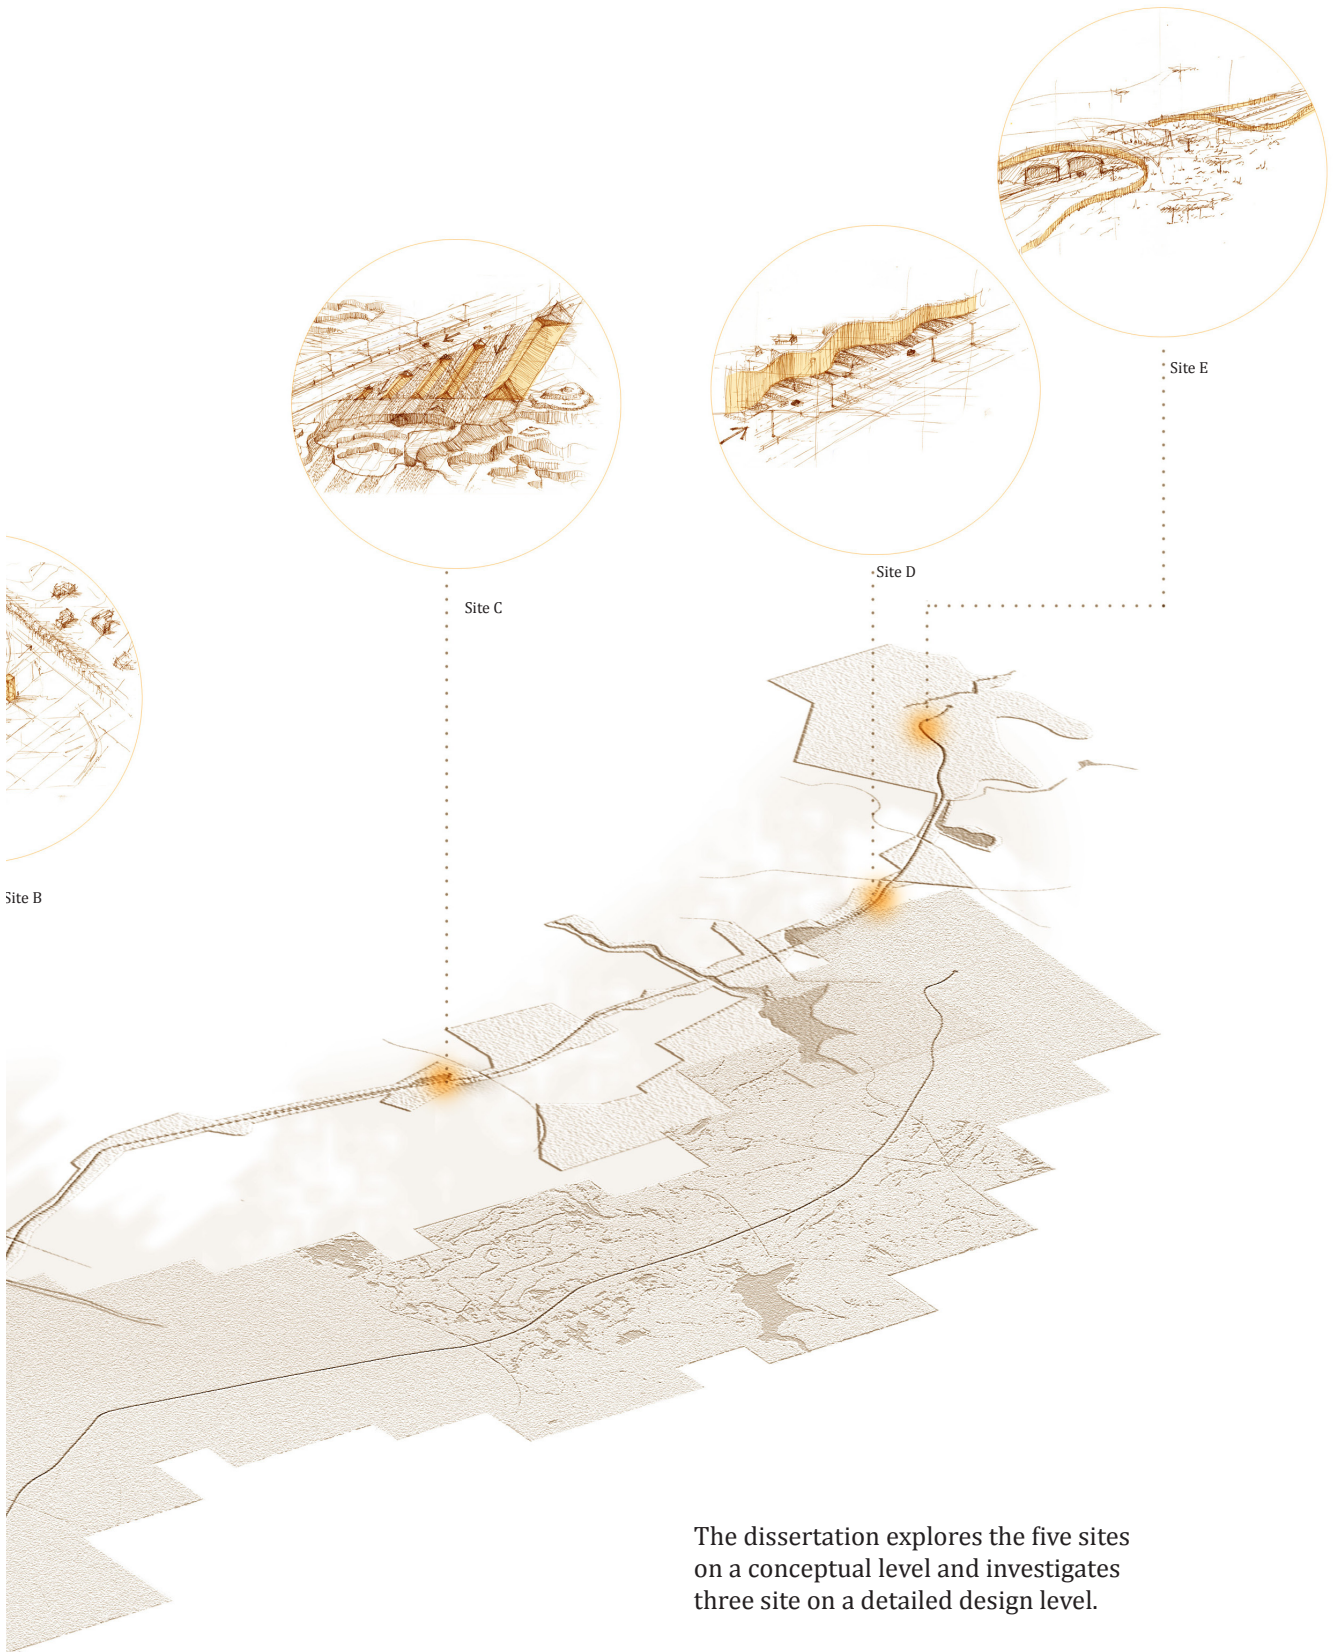 Site E
Site D
Site C
Site B
The dissertation explores the five sites
on a conceptual level and investigates
three site on a detailed design level.